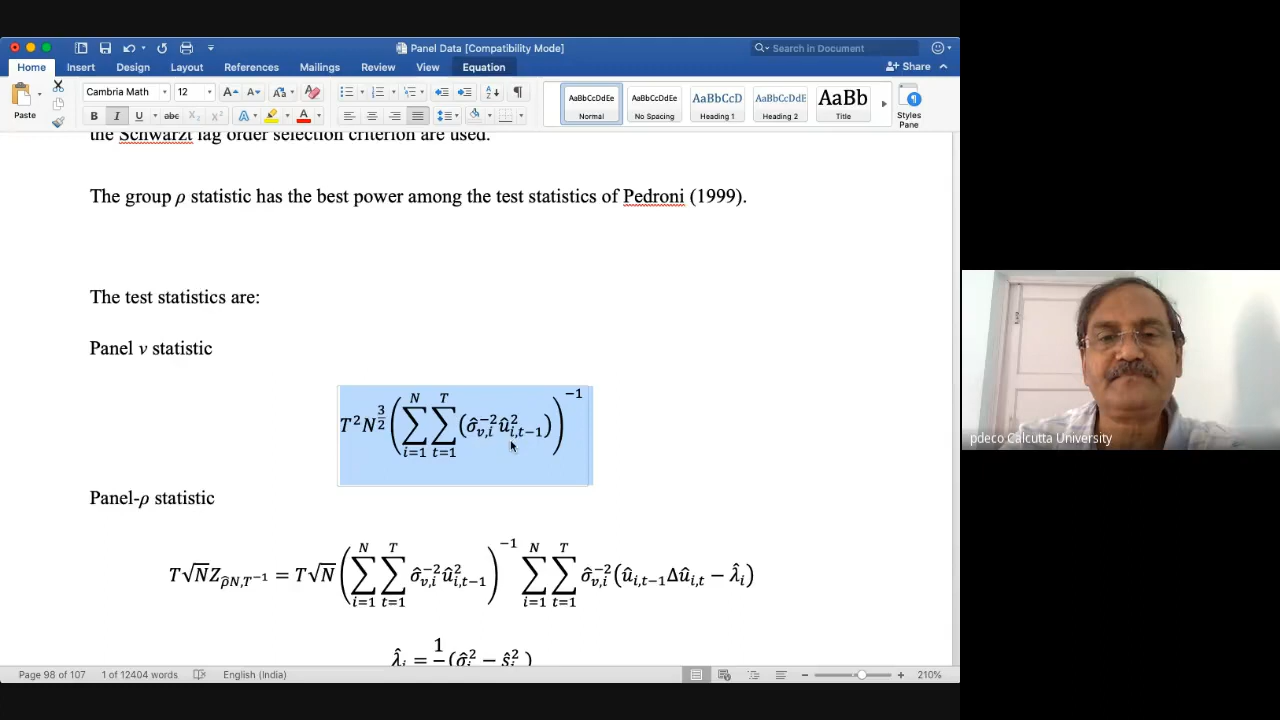 Panel Data [Compatibility Mode]
Search in Document
Home Insert Design Layout References Mailings Review View Equation Share
Paste
Cambria Math 12
AaBbCcDdEe AaBbCcDdEe AaBbCcD AaBbCcDdE AaBb
Normal No Spacing Heading 1 Heading 2 Title
Styles Pane
the Schwarzt lag order selection criterion are used.
The group ρ statistic has the best power among the test statistics of Pedroni (1999).
The test statistics are:
Panel v statistic
T²N^{3/2}(∑_{i=1}^{N}∑_{t=1}^{T}(σ̂_{v,i}^{−2}û_{i,t−1}^{2}))^{−1}
Panel-ρ statistic
T√N Z_{ρ̂N,T^{−1}} = T√N(∑_{i=1}^{N}∑_{t=1}^{T}σ̂_{v,i}^{−2}û_{i,t−1}^{2})^{−1}∑_{i=1}^{N}∑_{t=1}^{T}σ̂_{v,i}^{−2}(û_{i,t−1}Δû_{i,t} − λ̂_i)
pdeco Calcutta University
Page 98 of 107 1 of 12404 words English (India) 210%